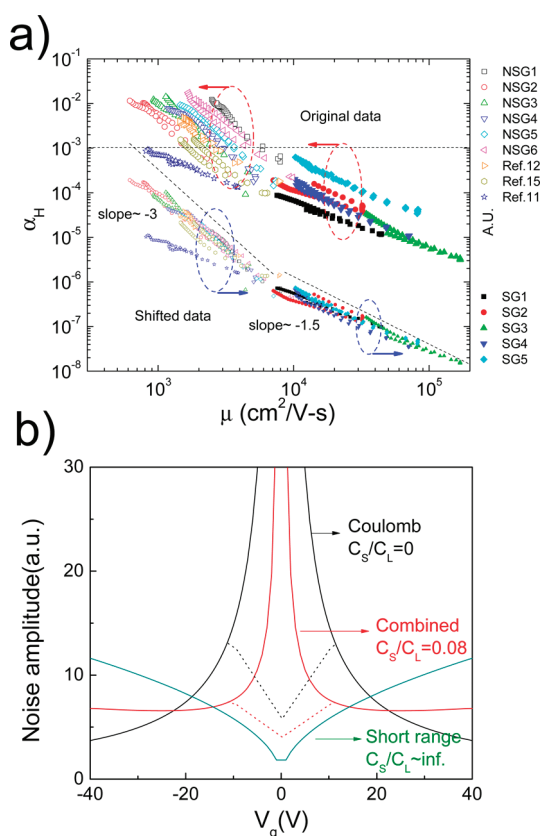 a)
10^-1
10^-2
10^-3
10^-4
10^-5
10^-6
10^-7
10^-8
α_H
Original data
slope~ -3
Shifted data
slope~ -1.5
A.U.
10^3
10^4
10^5
μ (cm^2/V-s)
NSG1
NSG2
NSG3
NSG4
NSG5
NSG6
Ref.12
Ref.15
Ref.11
SG1
SG2
SG3
SG4
SG5
b)
30
20
10
0
Noise amplitude(a.u.)
Coulomb
C_S/C_L=0
Combined
C_S/C_L=0.08
Short range
C_S/C_L~inf.
-40
-20
0
20
40
V_g(V)